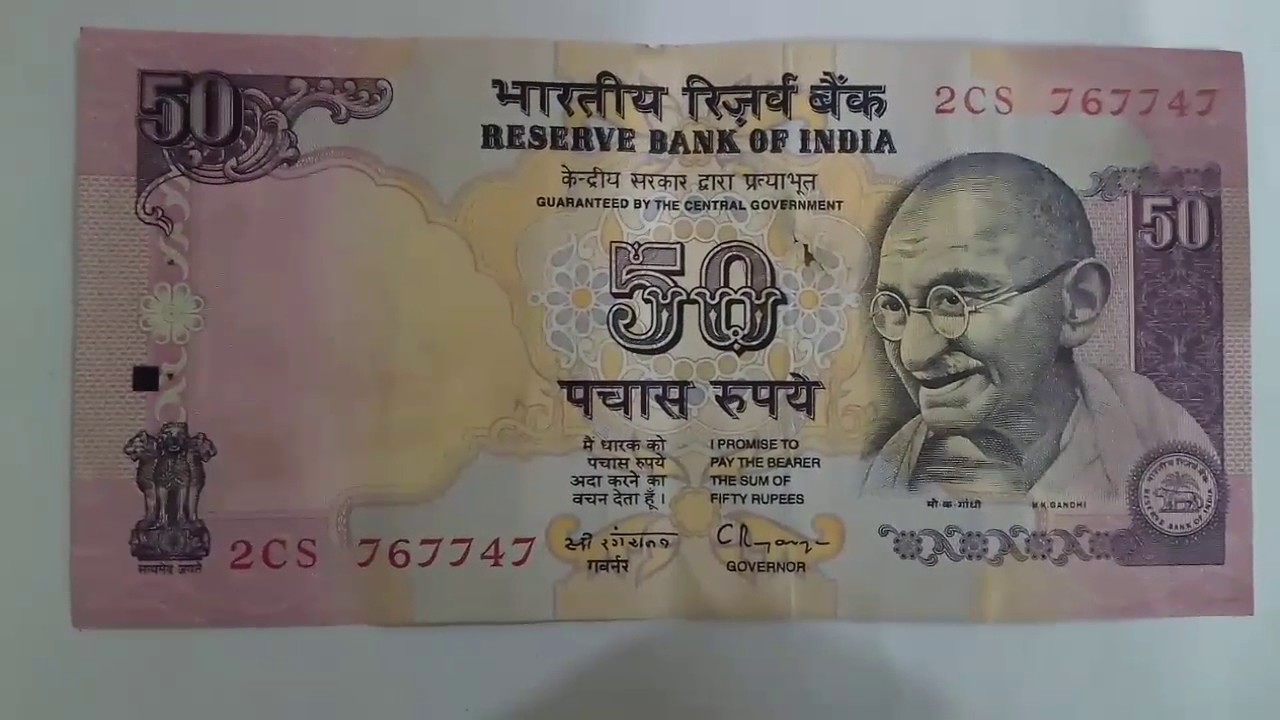 50
भारतीय रिज़र्व बैंक
RESERVE BANK OF INDIA
2CS 767747
केन्द्रीय सरकार द्वारा प्रत्याभूत
GUARANTEED BY THE CENTRAL GOVERNMENT
50
50
पचास रुपये
मैं धारक को
पचास रुपये
अदा करने का
वचन देता हूँ।
I PROMISE TO
PAY THE BEARER
THE SUM OF
FIFTY RUPEES
मो॰क॰गांधी
M.K.GANDHI
भारतीय रिज़र्व बैंक
RESERVE BANK OF INDIA
सत्यमेव जयते
2CS 767747
गवर्नर
GOVERNOR